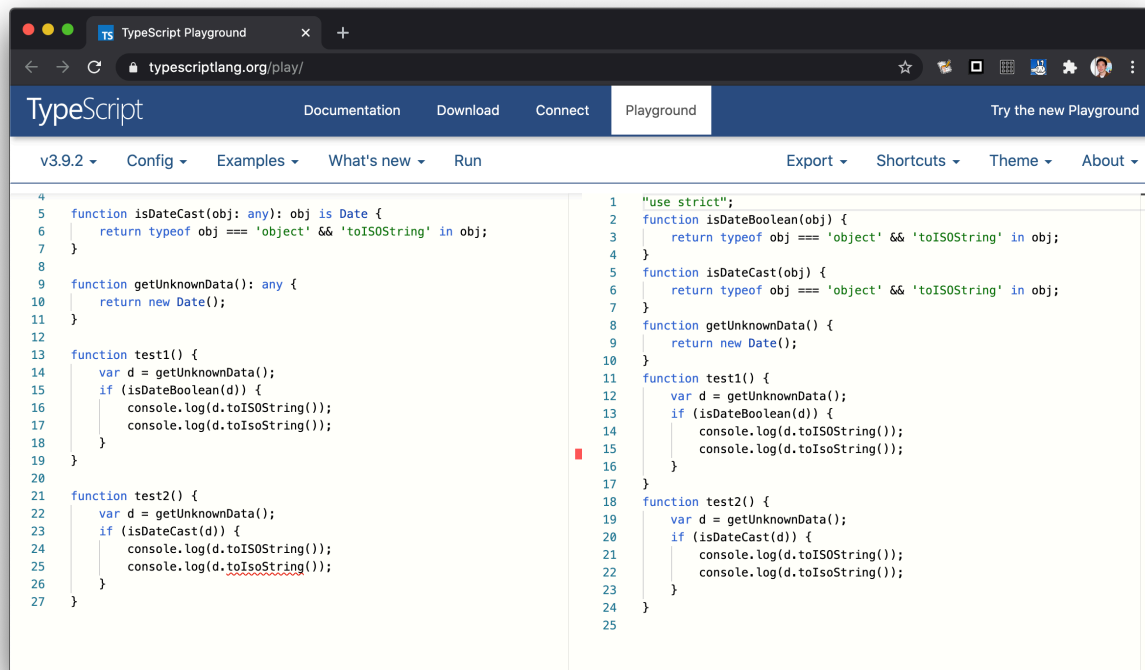 TS TypeScript Playground
typescriptlang.org/play/
TypeScript Documentation Download Connect Playground Try the new Playground
v3.9.2 Config Examples What's new Run Export Shortcuts Theme About
4
5 function isDateCast(obj: any): obj is Date {
6 return typeof obj === 'object' && 'toISOString' in obj;
7 }
8
9 function getUnknownData(): any {
10 return new Date();
11 }
12
13 function test1() {
14 var d = getUnknownData();
15 if (isDateBoolean(d)) {
16 console.log(d.toISOString());
17 console.log(d.toIsoString());
18 }
19 }
20
21 function test2() {
22 var d = getUnknownData();
23 if (isDateCast(d)) {
24 console.log(d.toISOString());
25 console.log(d.toIsoString());
26 }
27 }
1 "use strict";
2 function isDateBoolean(obj) {
3 return typeof obj === 'object' && 'toISOString' in obj;
4 }
5 function isDateCast(obj) {
6 return typeof obj === 'object' && 'toISOString' in obj;
7 }
8 function getUnknownData() {
9 return new Date();
10 }
11 function test1() {
12 var d = getUnknownData();
13 if (isDateBoolean(d)) {
14 console.log(d.toISOString());
15 console.log(d.toIsoString());
16 }
17 }
18 function test2() {
19 var d = getUnknownData();
20 if (isDateCast(d)) {
21 console.log(d.toISOString());
22 console.log(d.toIsoString());
23 }
24 }
25